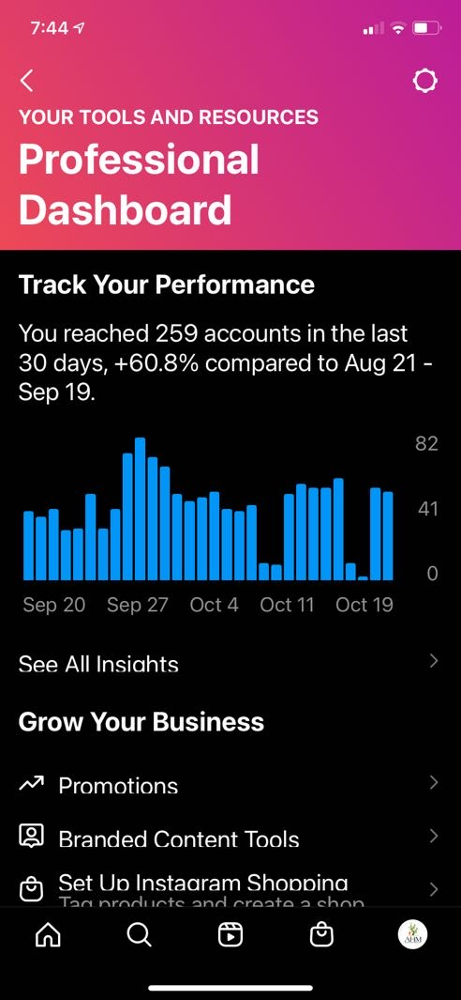 7:44
YOUR TOOLS AND RESOURCES
Professional
Dashboard
Track Your Performance
You reached 259 accounts in the last
30 days, +60.8% compared to Aug 21 -
Sep 19.
82
41
0
Sep 20 Sep 27 Oct 4 Oct 11 Oct 19
See All Insights
Grow Your Business
Promotions
Branded Content Tools
Set Up Instagram Shopping
Tag products and create a shop
AHM